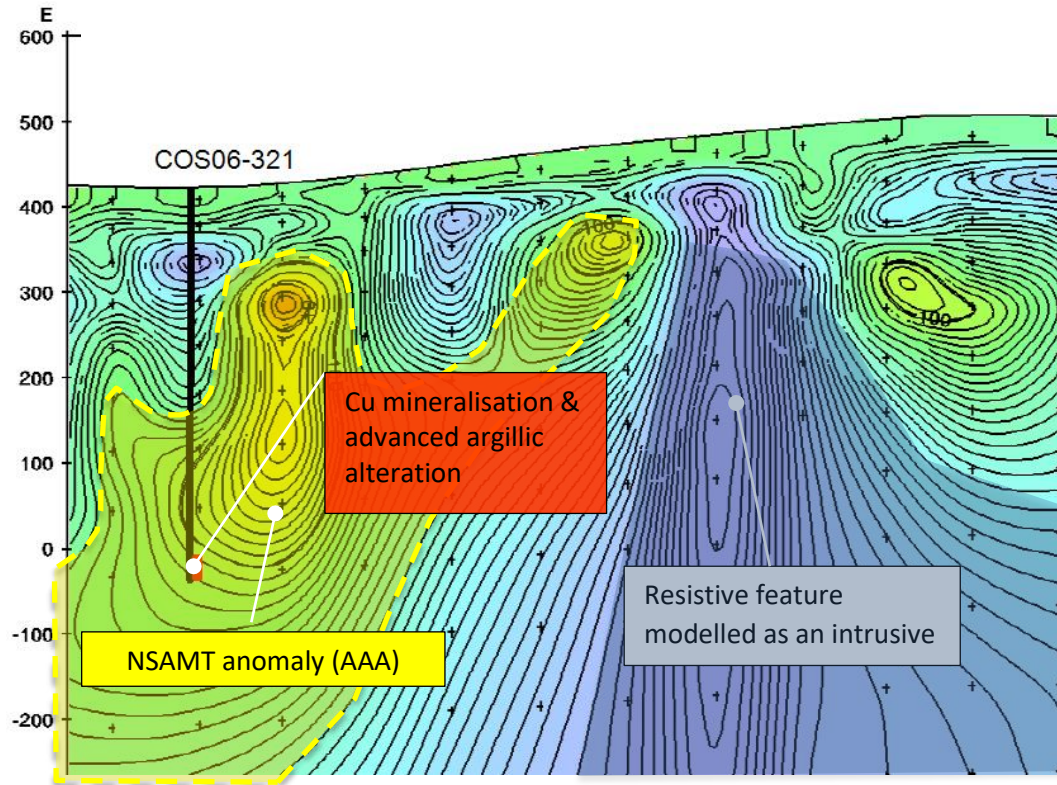 E
600
500
COS06-321
400
100
300
100
200
Cu mineralisation &
advanced argillic
alteration
100
0
Resistive feature
modelled as an intrusive
-100
NSAMT anomaly (AAA)
-200